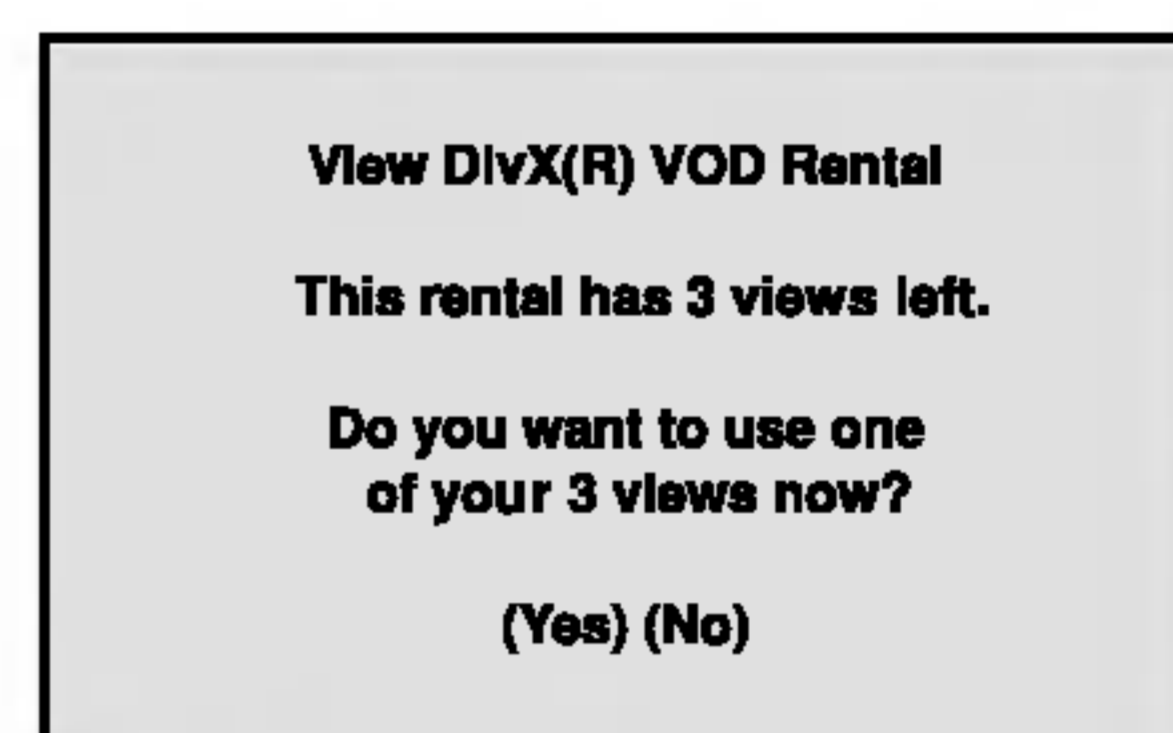 View DivX(R) VOD Rental
This rental has 3 views left.
Do you want to use one
of your 3 views now?
(Yes) (No)